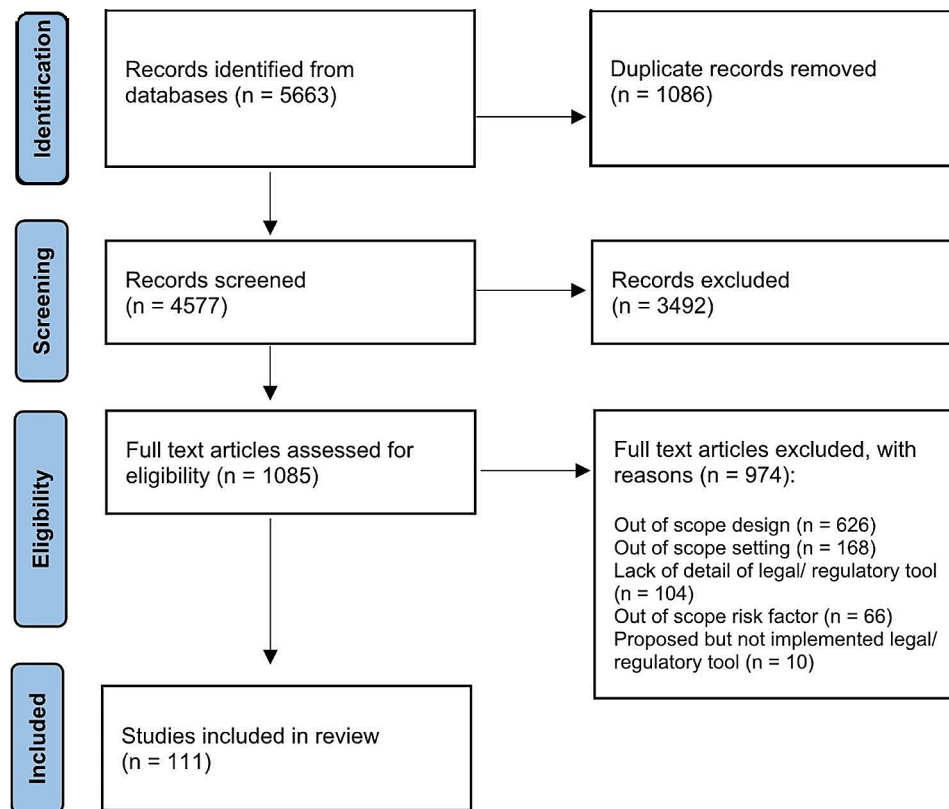 Identification
Records identified from
databases (n = 5663)
Duplicate records removed
(n = 1086)
Screening
Records screened
(n = 4577)
Records excluded
(n = 3492)
Eligibility
Full text articles assessed for
eligibility (n = 1085)
Full text articles excluded, with
reasons (n = 974):
Out of scope design (n = 626)
Out of scope setting (n = 168)
Lack of detail of legal/ regulatory tool
(n = 104)
Out of scope risk factor (n = 66)
Proposed but not implemented legal/
regulatory tool (n = 10)
Included
Studies included in review
(n = 111)